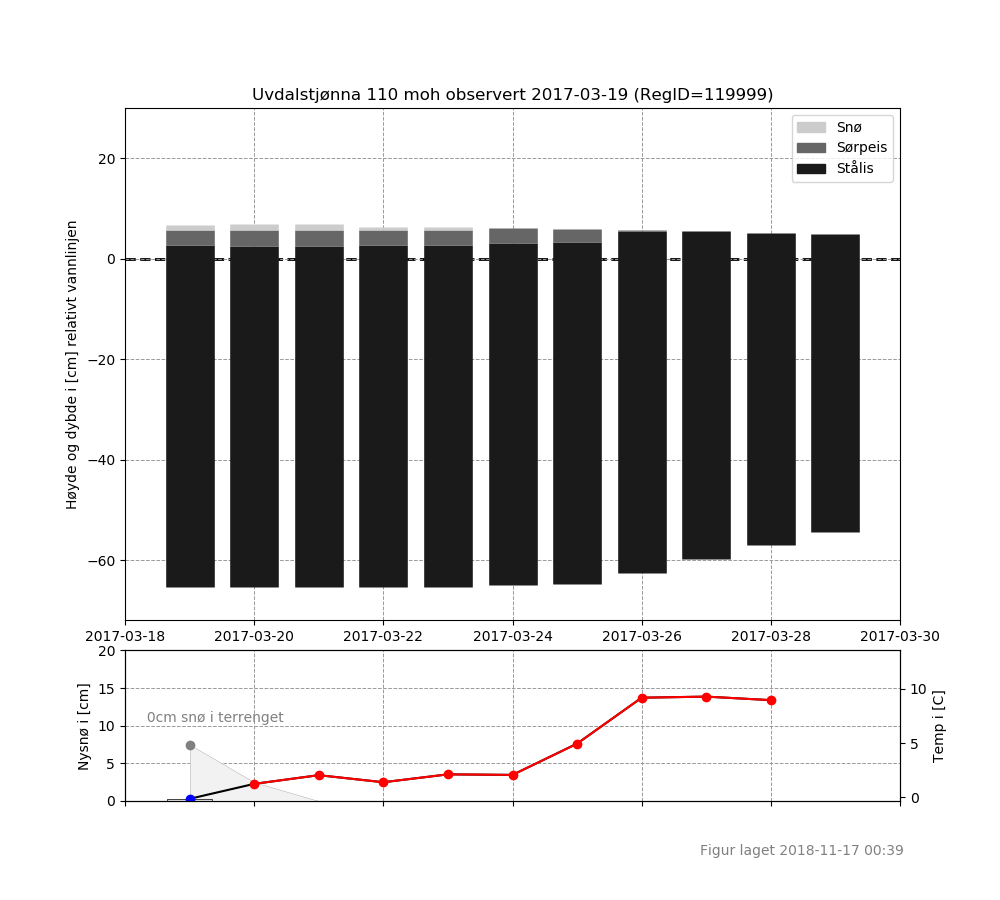 Uvdalstjønna 110 moh observert 2017-03-19 (RegID=119999)
Snø
Sørpeis
Stålis
Høyde og dybde i [cm] relativt vannlinjen
20
0
−20
−40
−60
2017-03-18 2017-03-20 2017-03-22 2017-03-24 2017-03-26 2017-03-28 2017-03-30
Nysnø i [cm]
20
15
10
5
0
0cm snø i terrenget
10
5
0
Temp i [C]
Figur laget 2018-11-17 00:39